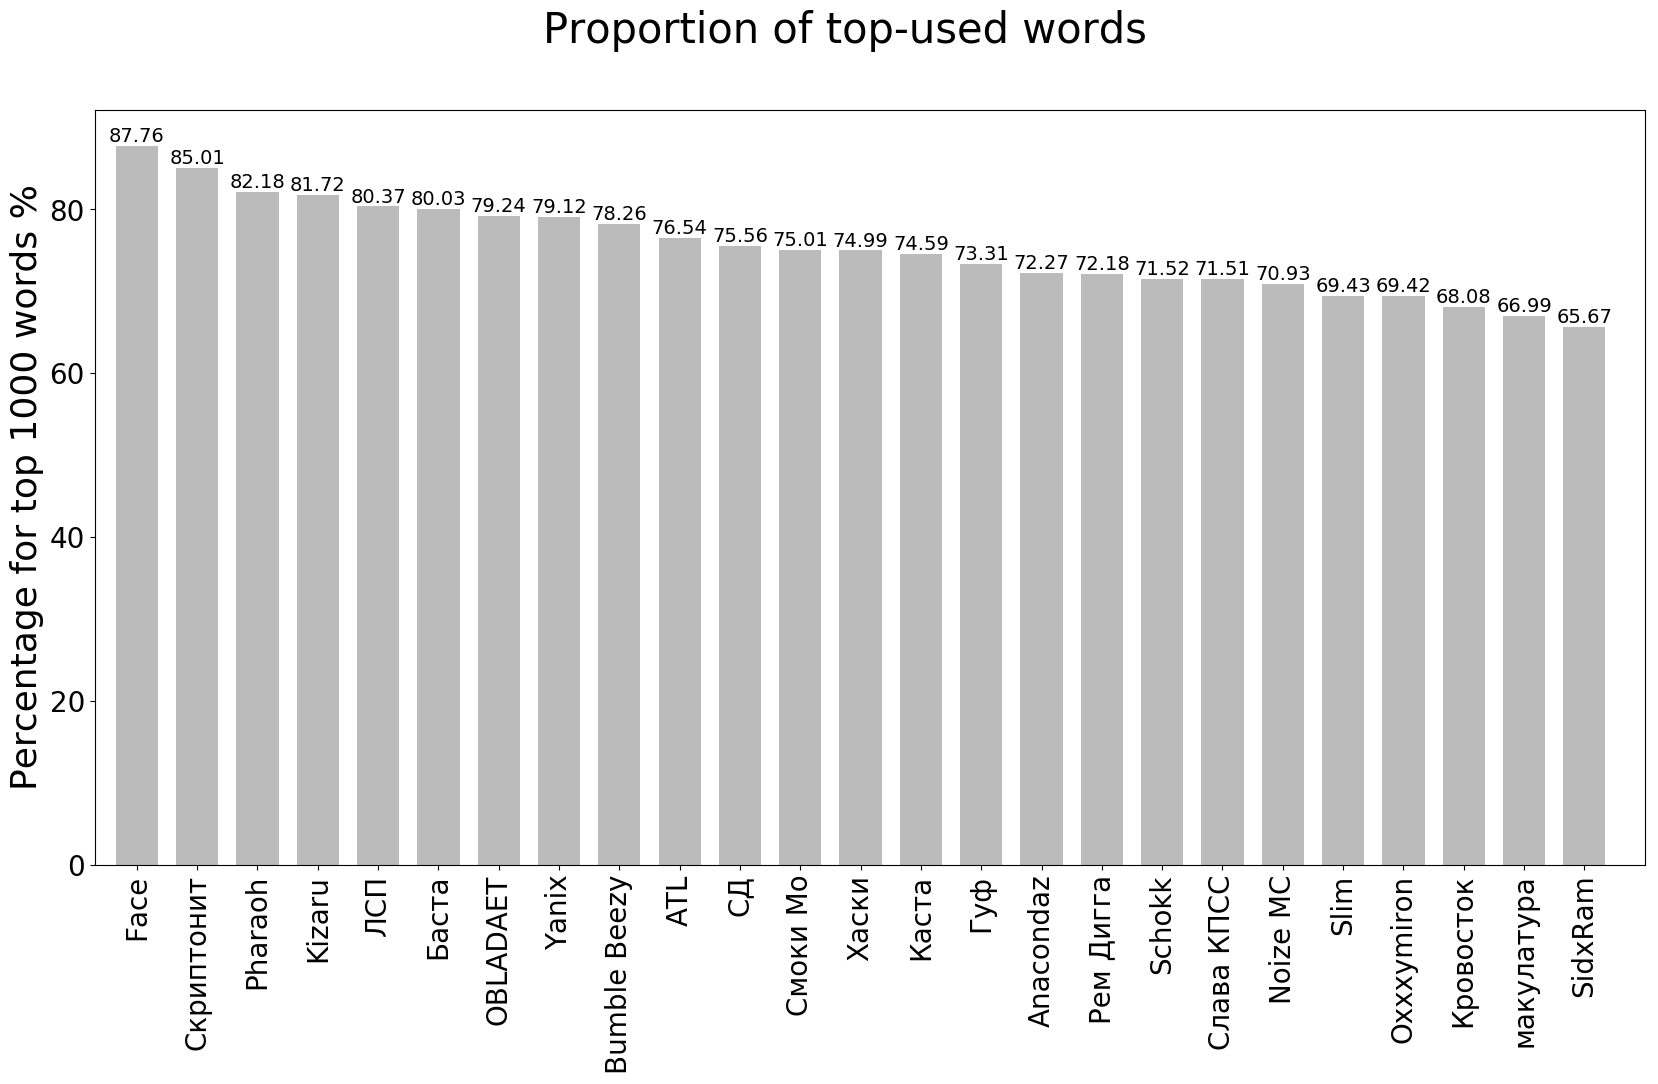 Proportion of top-used words
Percentage for top 1000 words %
80
60
40
20
0
87.76
85.01
82.18
81.72
80.37
80.03
79.24
79.12
78.26
76.54
75.56
75.01
74.99
74.59
73.31
72.27
72.18
71.52
71.51
70.93
69.43
69.42
68.08
66.99
65.67
Face
Скриптонит
Pharaoh
Kizaru
ЛСП
Баста
OBLADAET
Yanix
Bumble Beezy
ATL
СД
Смоки Мо
Хаски
Каста
Гуф
Anacondaz
Рем Дигга
Schokk
Слава КПСС
Noize MC
Slim
Oxxxymiron
Кровосток
макулатура
SidxRam